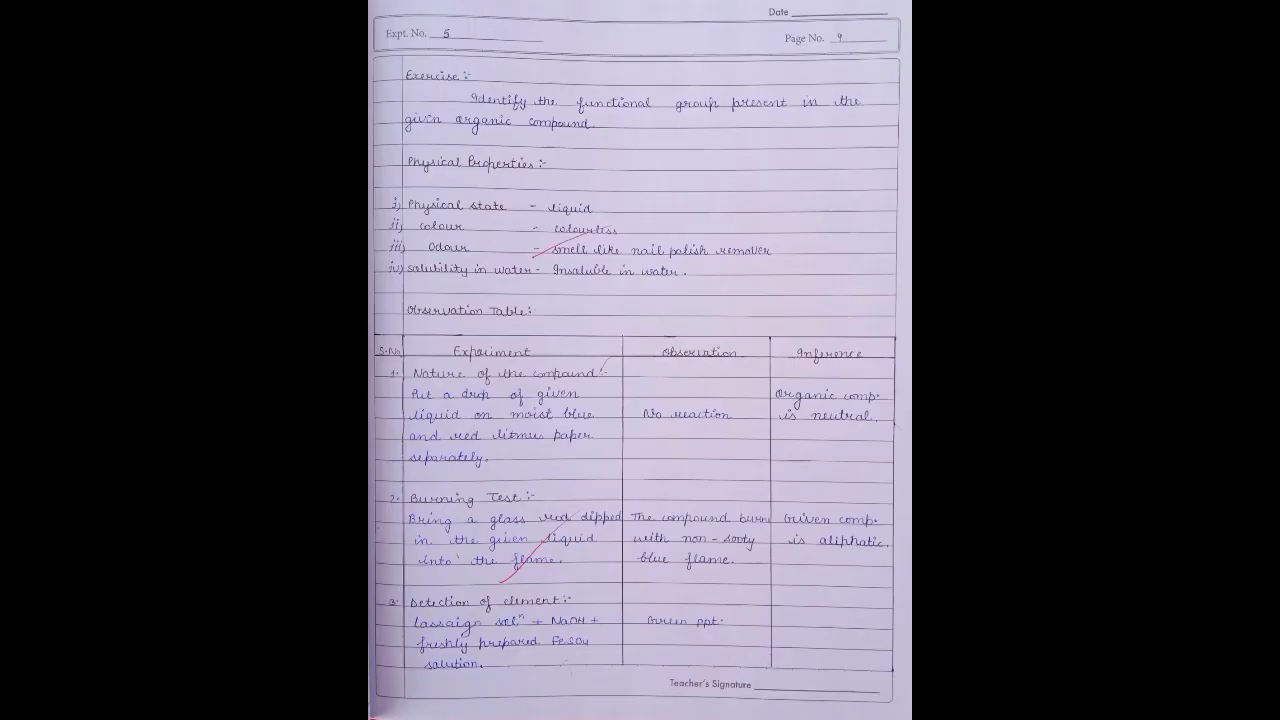 Date
Expt. No. 5
Page No. 9
Exercise :-
Identify the functional group present in the
given organic compound.
Physical Properties :-
i) Physical state - liquid
ii) colour - colourless
iii) Odour - smell like nail polish remover
iv) solubility in water - Insoluble in water.
Observation Table :-
S.No. Experiment Observation Inference
1. Nature of the compound :-
Put a drop of given organic comp.
liquid on moist blue No reaction is neutral.
and red litmus paper
separately.
2. Burning Test :-
Bring a glass rod dipped The compound burn Given comp.
in the given liquid with non-sooty is aliphatic.
into the flame. blue flame.
3. Detection of element :-
Lassaign solⁿ + NaOH + Green ppt.
freshly prepared FeSO4
solution.
Teacher's Signature